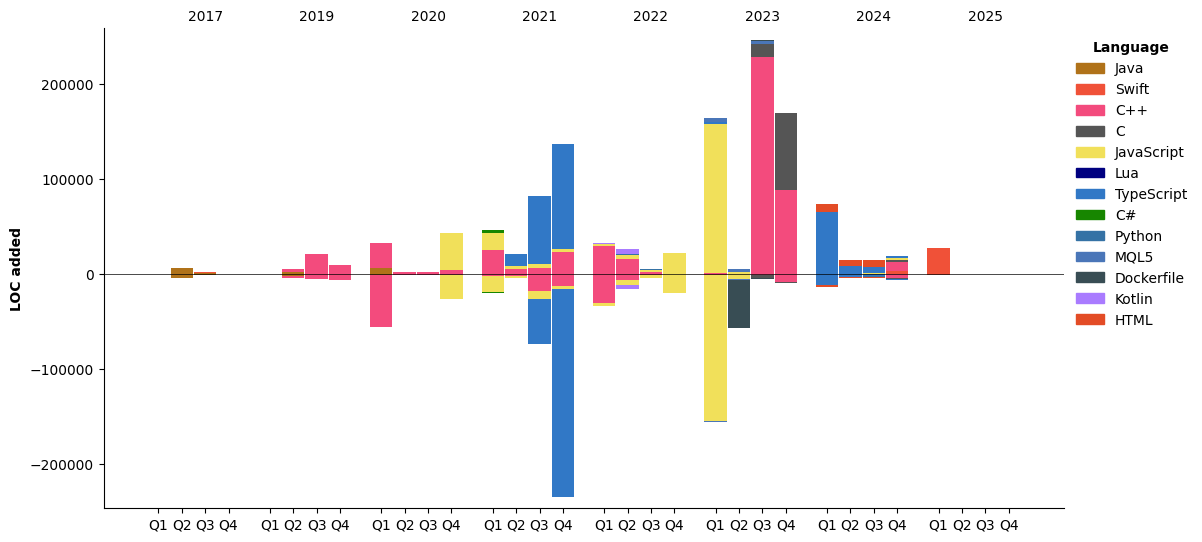 2017 2019 2020 2021 2022 2023 2024 2025
Language
Java
Swift
C++
C
JavaScript
Lua
TypeScript
C#
Python
MQL5
Dockerfile
Kotlin
HTML
LOC added
200000
100000
0
−100000
−200000
Q1 Q2 Q3 Q4 Q1 Q2 Q3 Q4 Q1 Q2 Q3 Q4 Q1 Q2 Q3 Q4 Q1 Q2 Q3 Q4 Q1 Q2 Q3 Q4 Q1 Q2 Q3 Q4 Q1 Q2 Q3 Q4